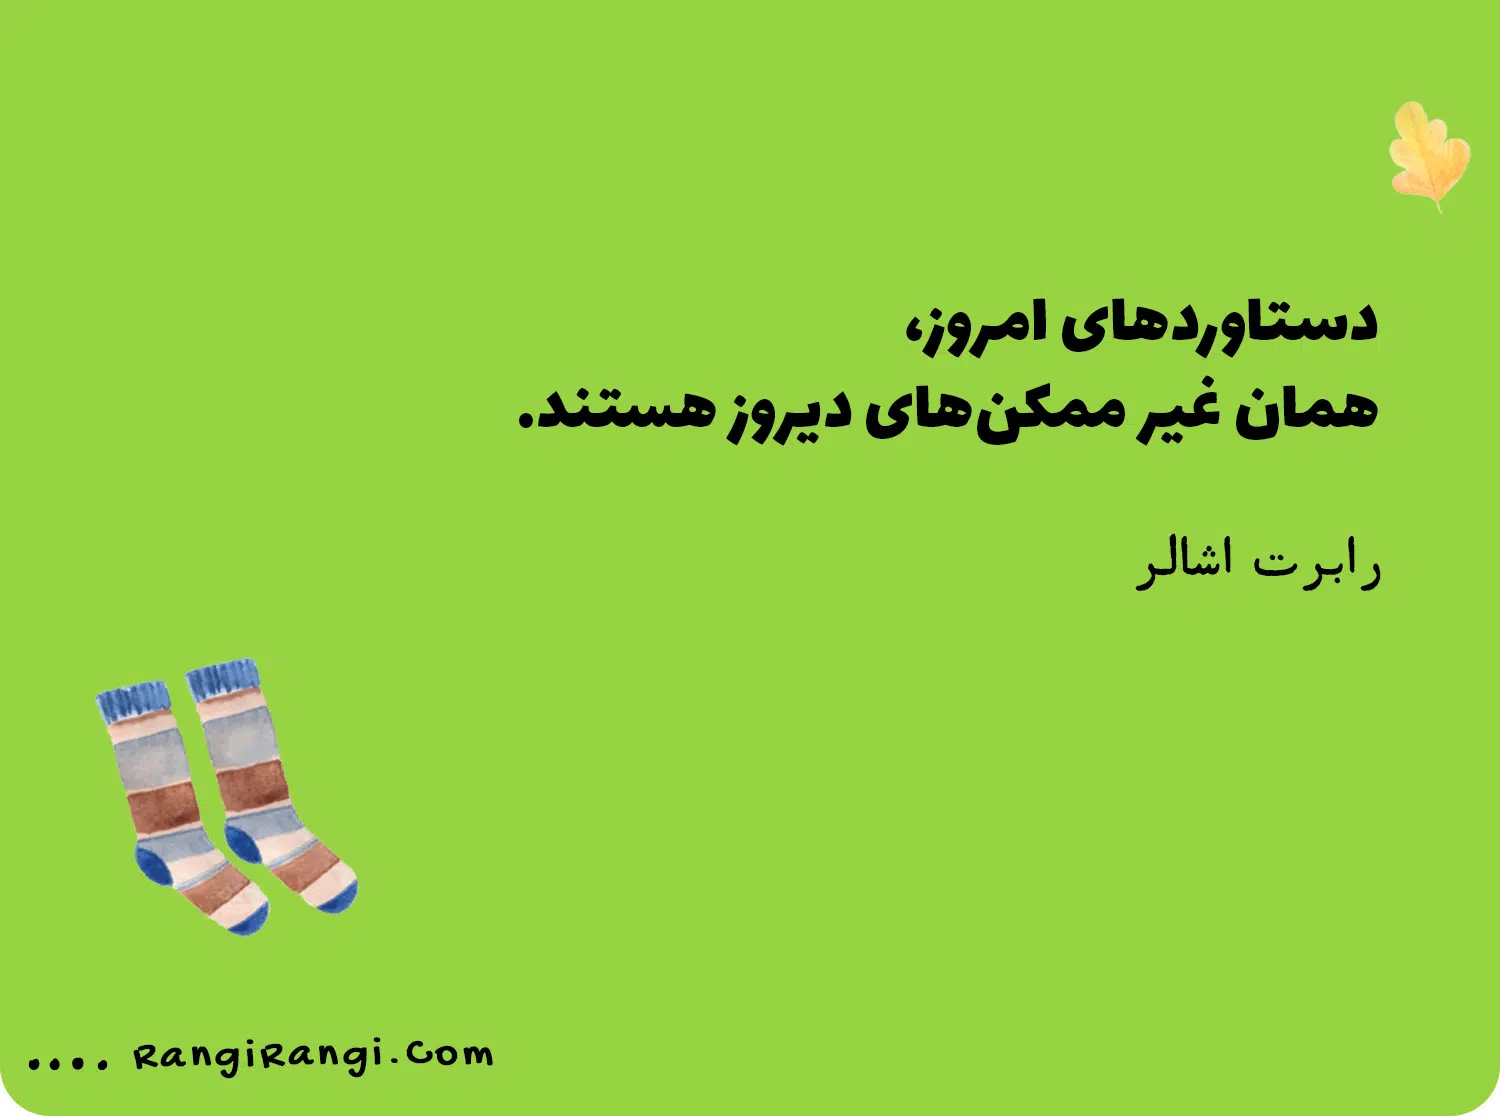 دستاوردهای امروز،
همان غیر ممکن‌های دیروز هستند.
رابرت اشالر
.... RangiRangi.Com